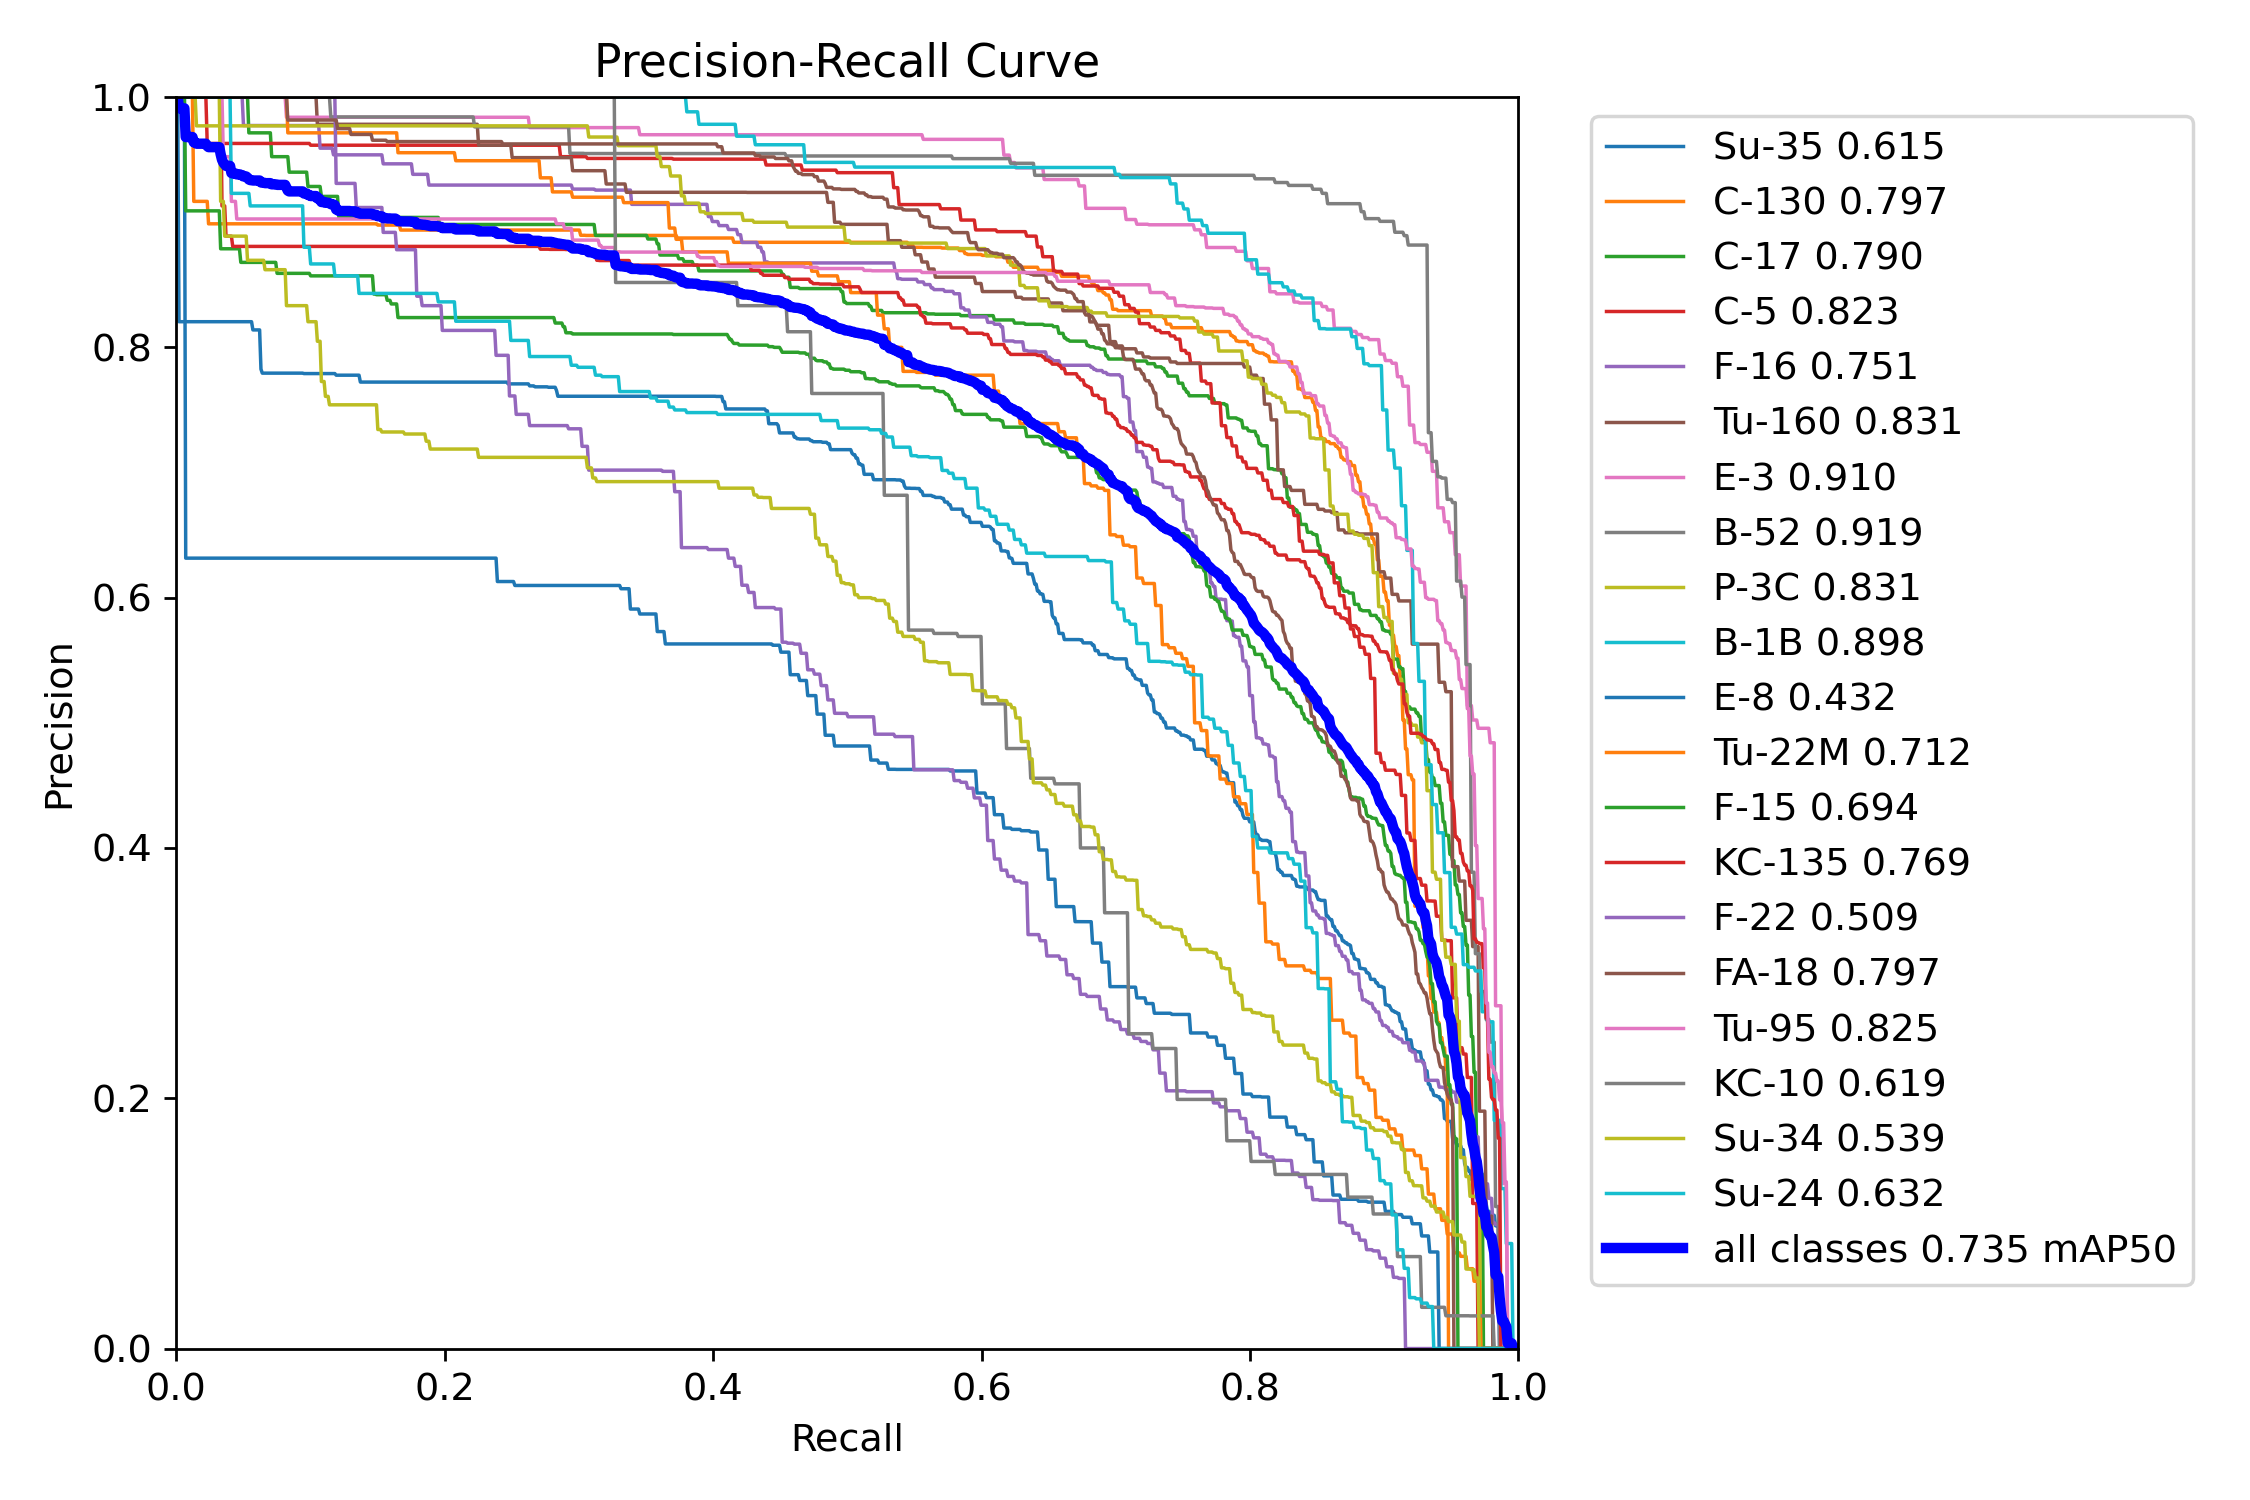 Precision-Recall Curve
1.0
0.8
0.6
0.4
0.2
0.0
Precision
0.0 0.2 0.4 0.6 0.8 1.0
Recall
Su-35 0.615
C-130 0.797
C-17 0.790
C-5 0.823
F-16 0.751
Tu-160 0.831
E-3 0.910
B-52 0.919
P-3C 0.831
B-1B 0.898
E-8 0.432
Tu-22M 0.712
F-15 0.694
KC-135 0.769
F-22 0.509
FA-18 0.797
Tu-95 0.825
KC-10 0.619
Su-34 0.539
Su-24 0.632
all classes 0.735 mAP50